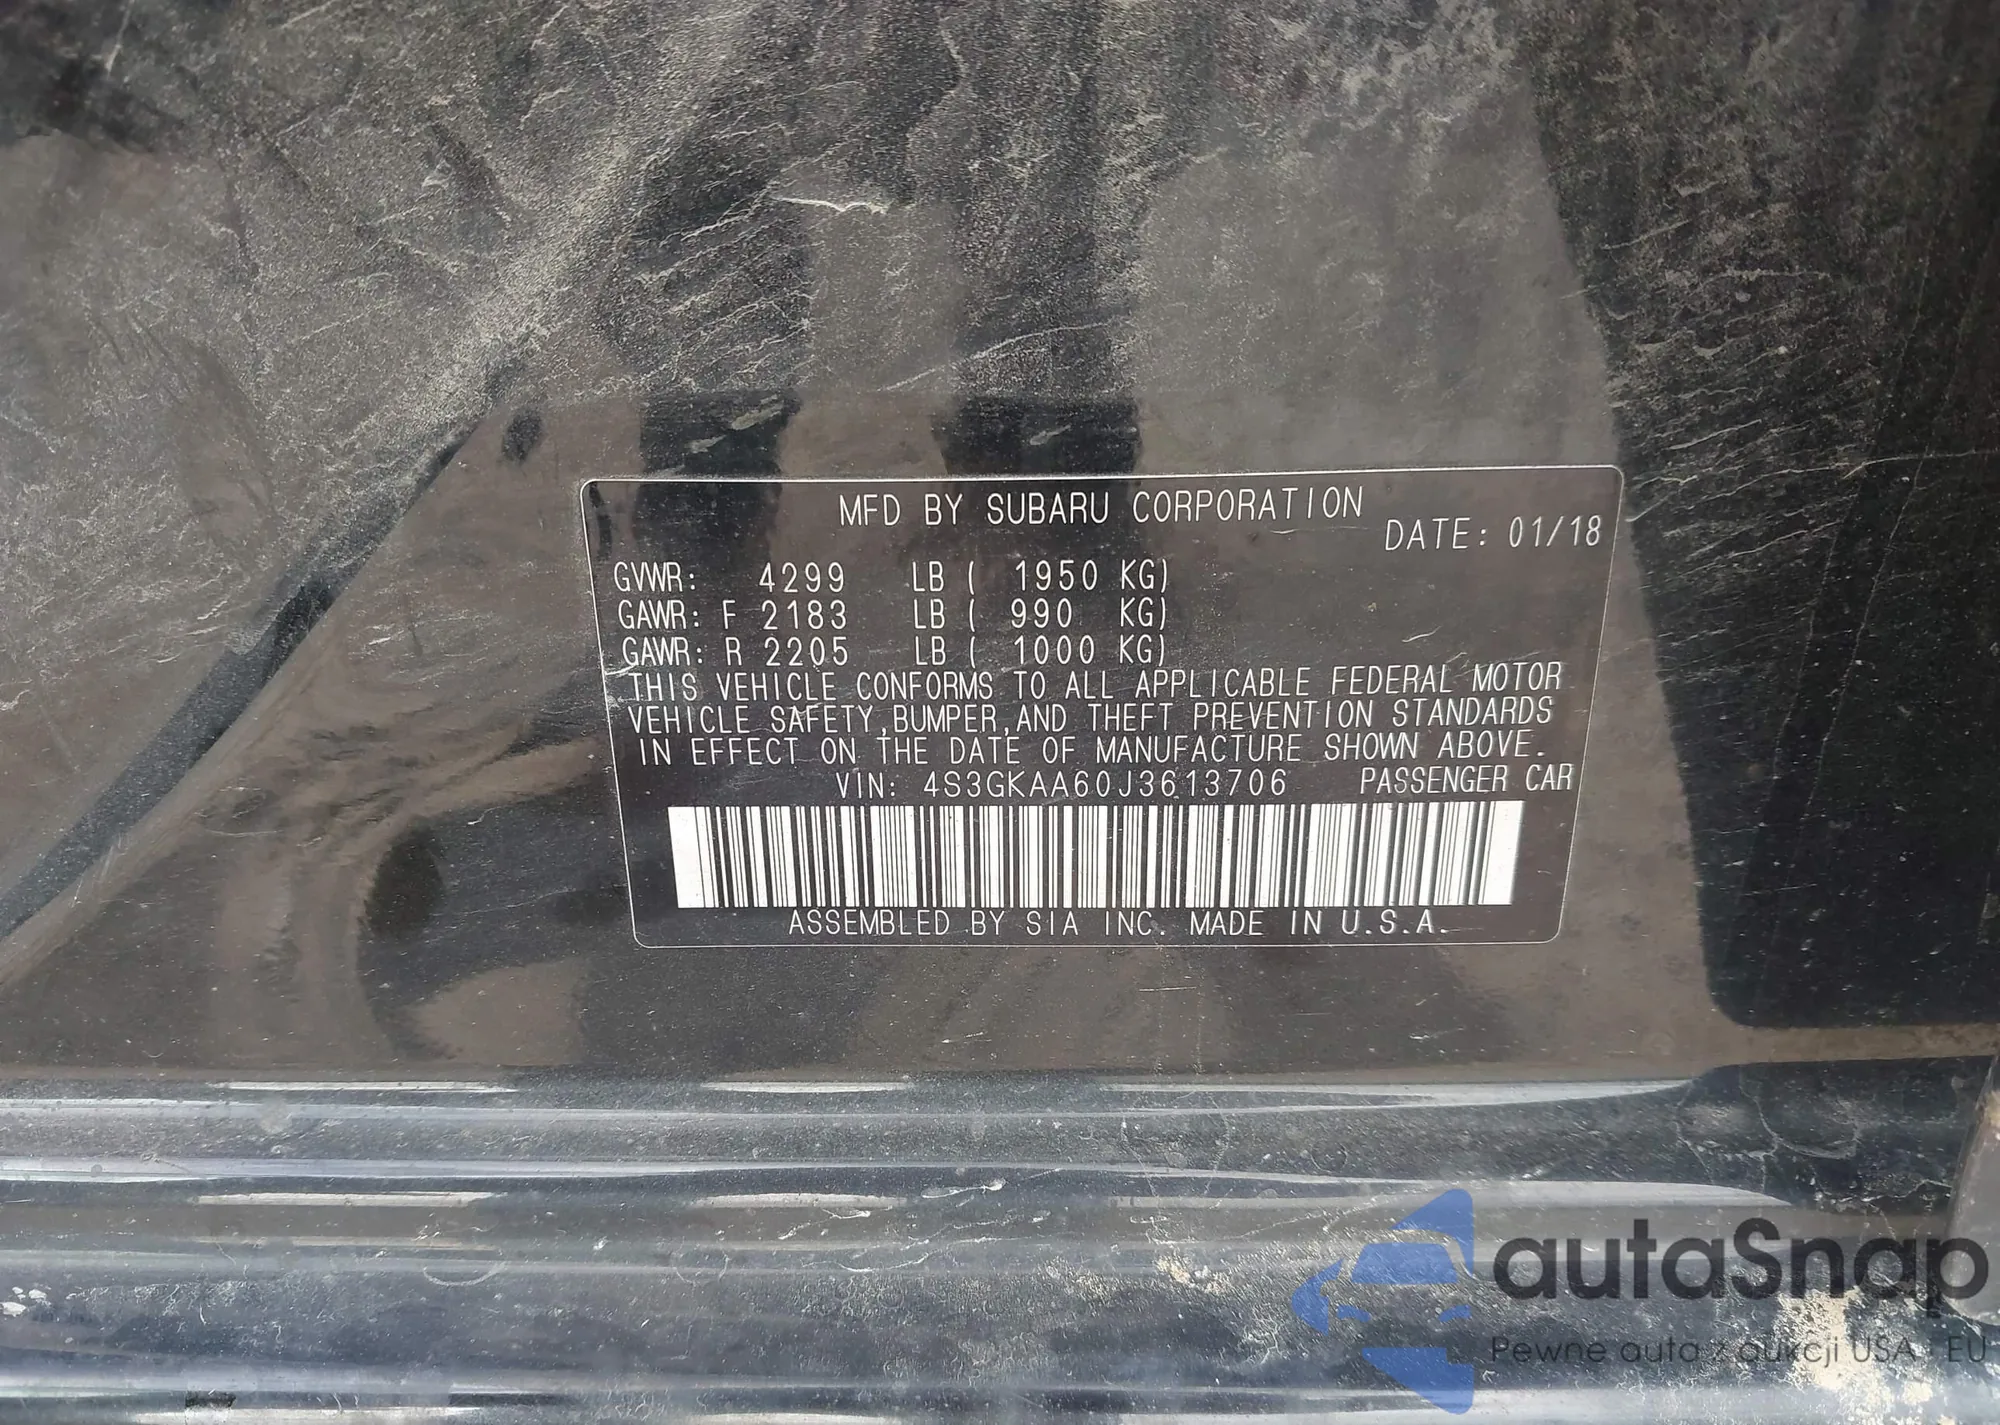 MFD BY SUBARU CORPORATION
DATE: 01/18
GVWR: 4299 LB ( 1950 KG)
GAWR: F 2183 LB ( 990 KG)
GAWR: R 2205 LB ( 1000 KG)
THIS VEHICLE CONFORMS TO ALL APPLICABLE FEDERAL MOTOR
VEHICLE SAFETY, BUMPER, AND THEFT PREVENTION STANDARDS
IN EFFECT ON THE DATE OF MANUFACTURE SHOWN ABOVE.
VIN: 4S3GKAA60J3613706 PASSENGER CAR
ASSEMBLED BY SIA INC. MADE IN U.S.A.
autaSnap
Pewne auta z aukcji USA i EU